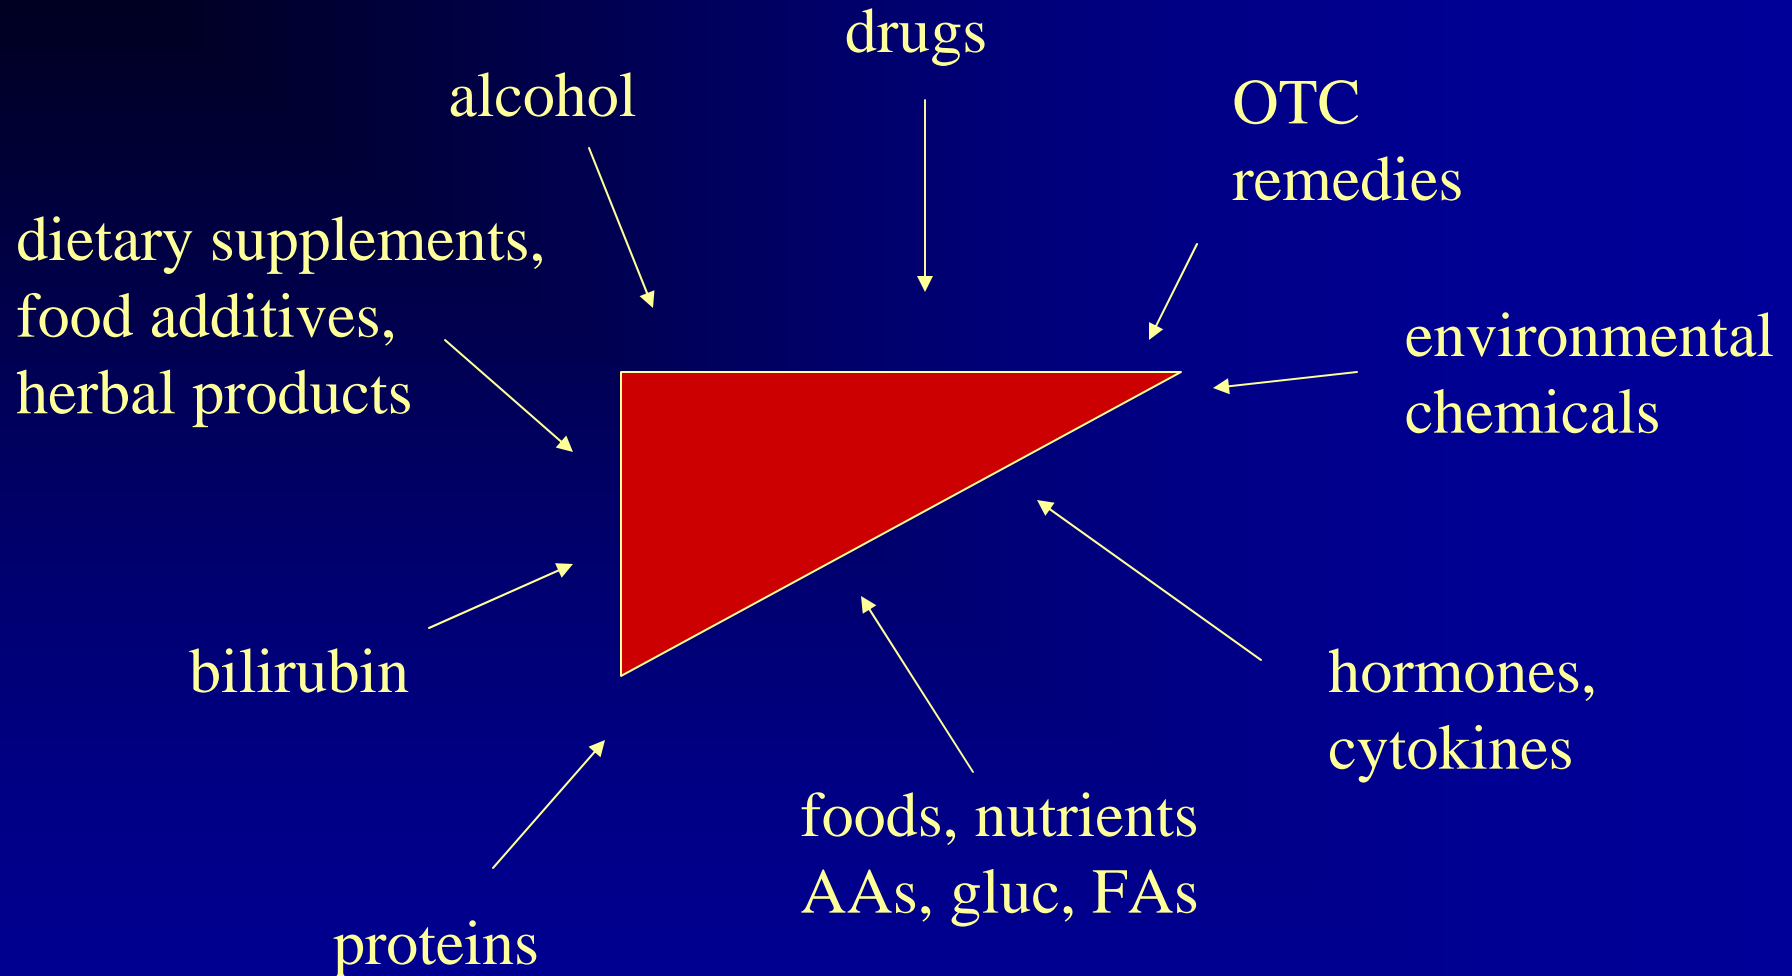 drugs
alcohol
OTC
remedies
dietary supplements,
food additives,
herbal products
environmental
chemicals
bilirubin
hormones,
cytokines
foods, nutrients
AAs, gluc, FAs
proteins